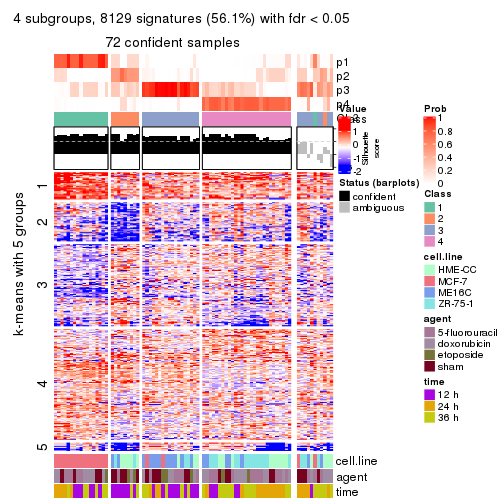 4 subgroups, 8129 signatures (56.1%) with fdr < 0.05
72 confident samples
p1
p2
p3
p4
Class
Silhouette
score
k-means with 5 groups
1
2
3
4
5
cell.line
agent
time
Value
1
0
-1
-2
Status (barplots)
confident
ambiguous
Prob
1
0.8
0.6
0.4
0.2
0
Class
1
2
3
4
cell.line
HME-CC
MCF-7
ME16C
ZR-75-1
agent
5-fluorouracil
doxorubicin
etoposide
sham
time
12 h
24 h
36 h